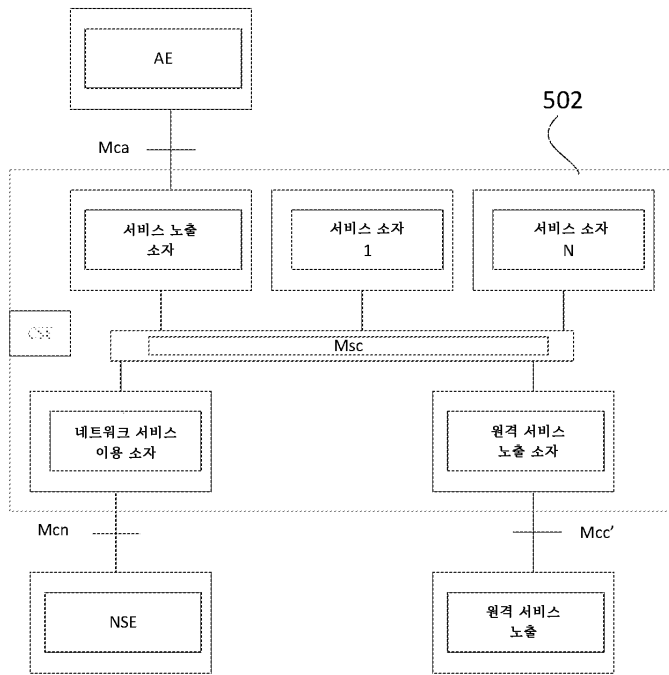 AE
502
Mca
서비스 노출
소자
서비스 소자
1
서비스 소자
N
CSE
Msc
네트워크 서비스
이용 소자
원격 서비스
노출 소자
Mcn
Mcc’
NSE
원격 서비스
노출